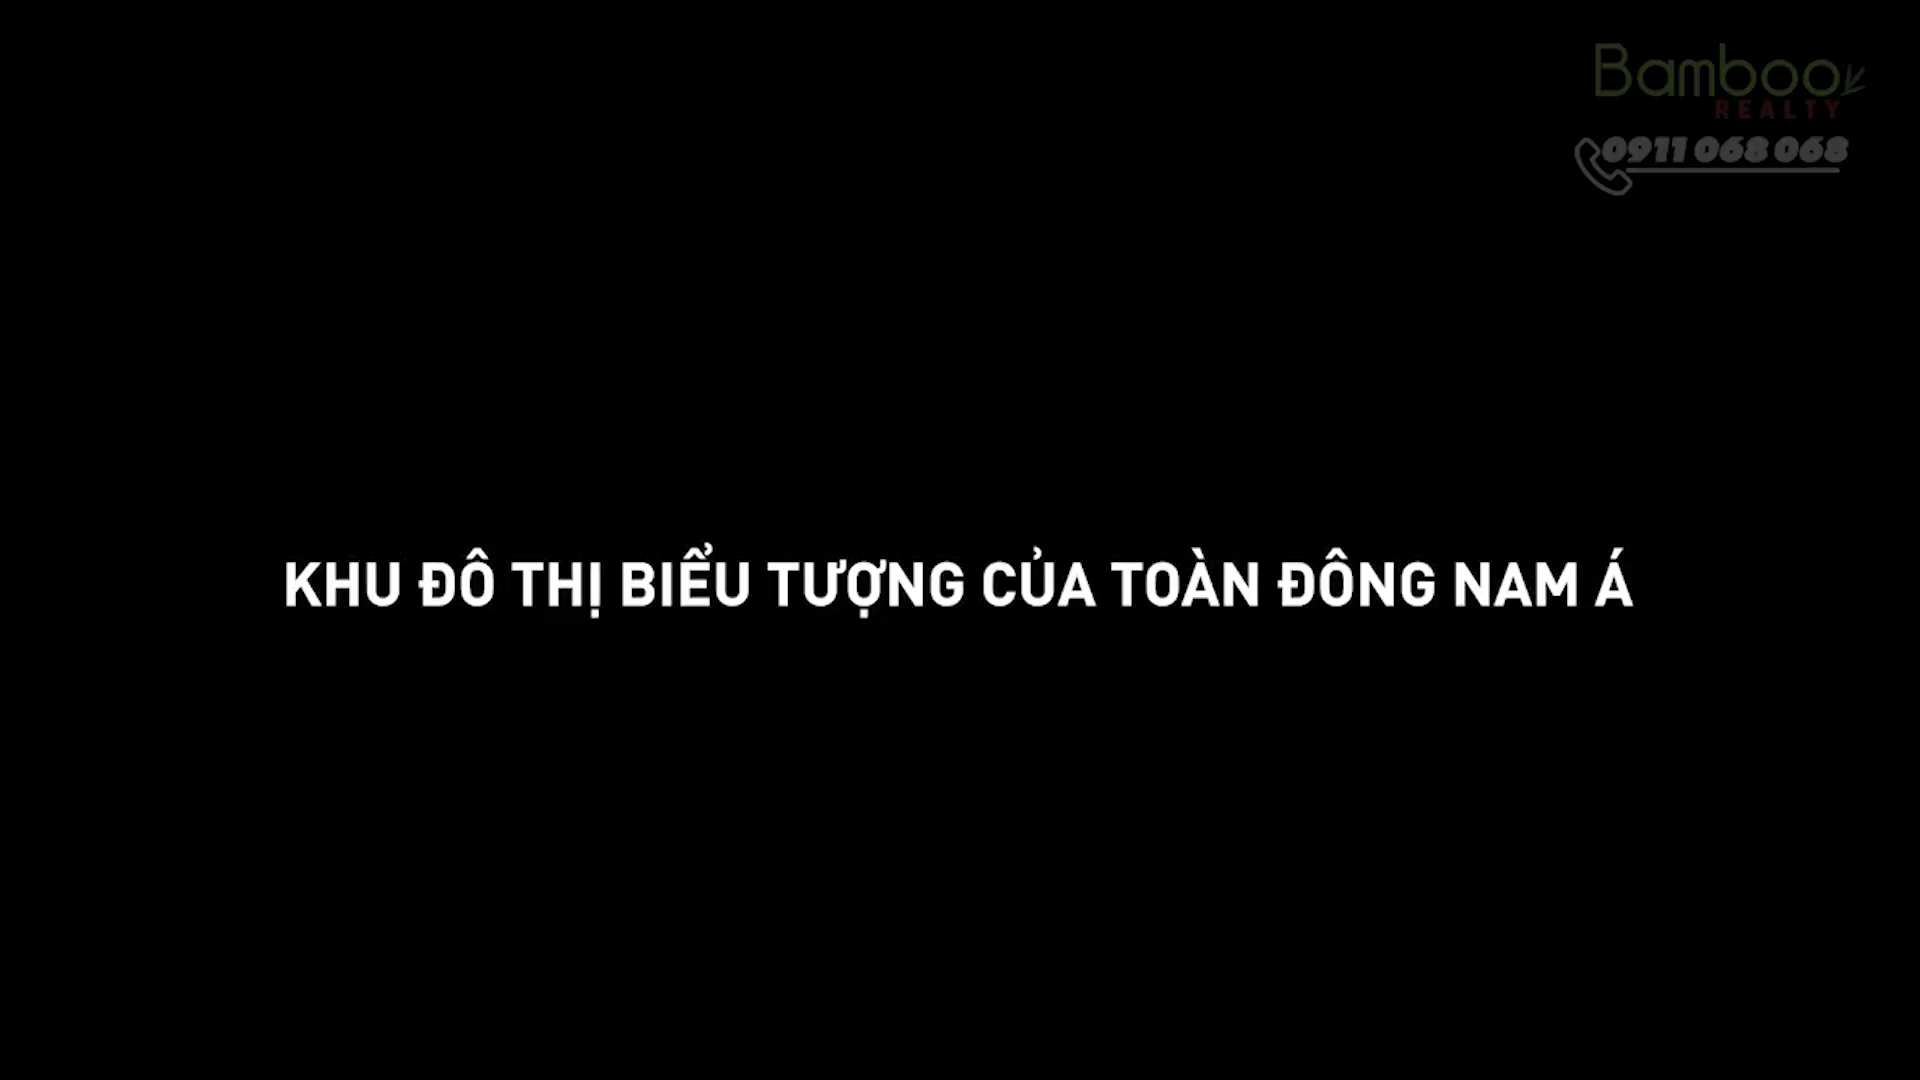 Bamboo
REALTY
0911 068 068
KHU ĐÔ THỊ BIỂU TƯỢNG CỦA TOÀN ĐÔNG NAM Á